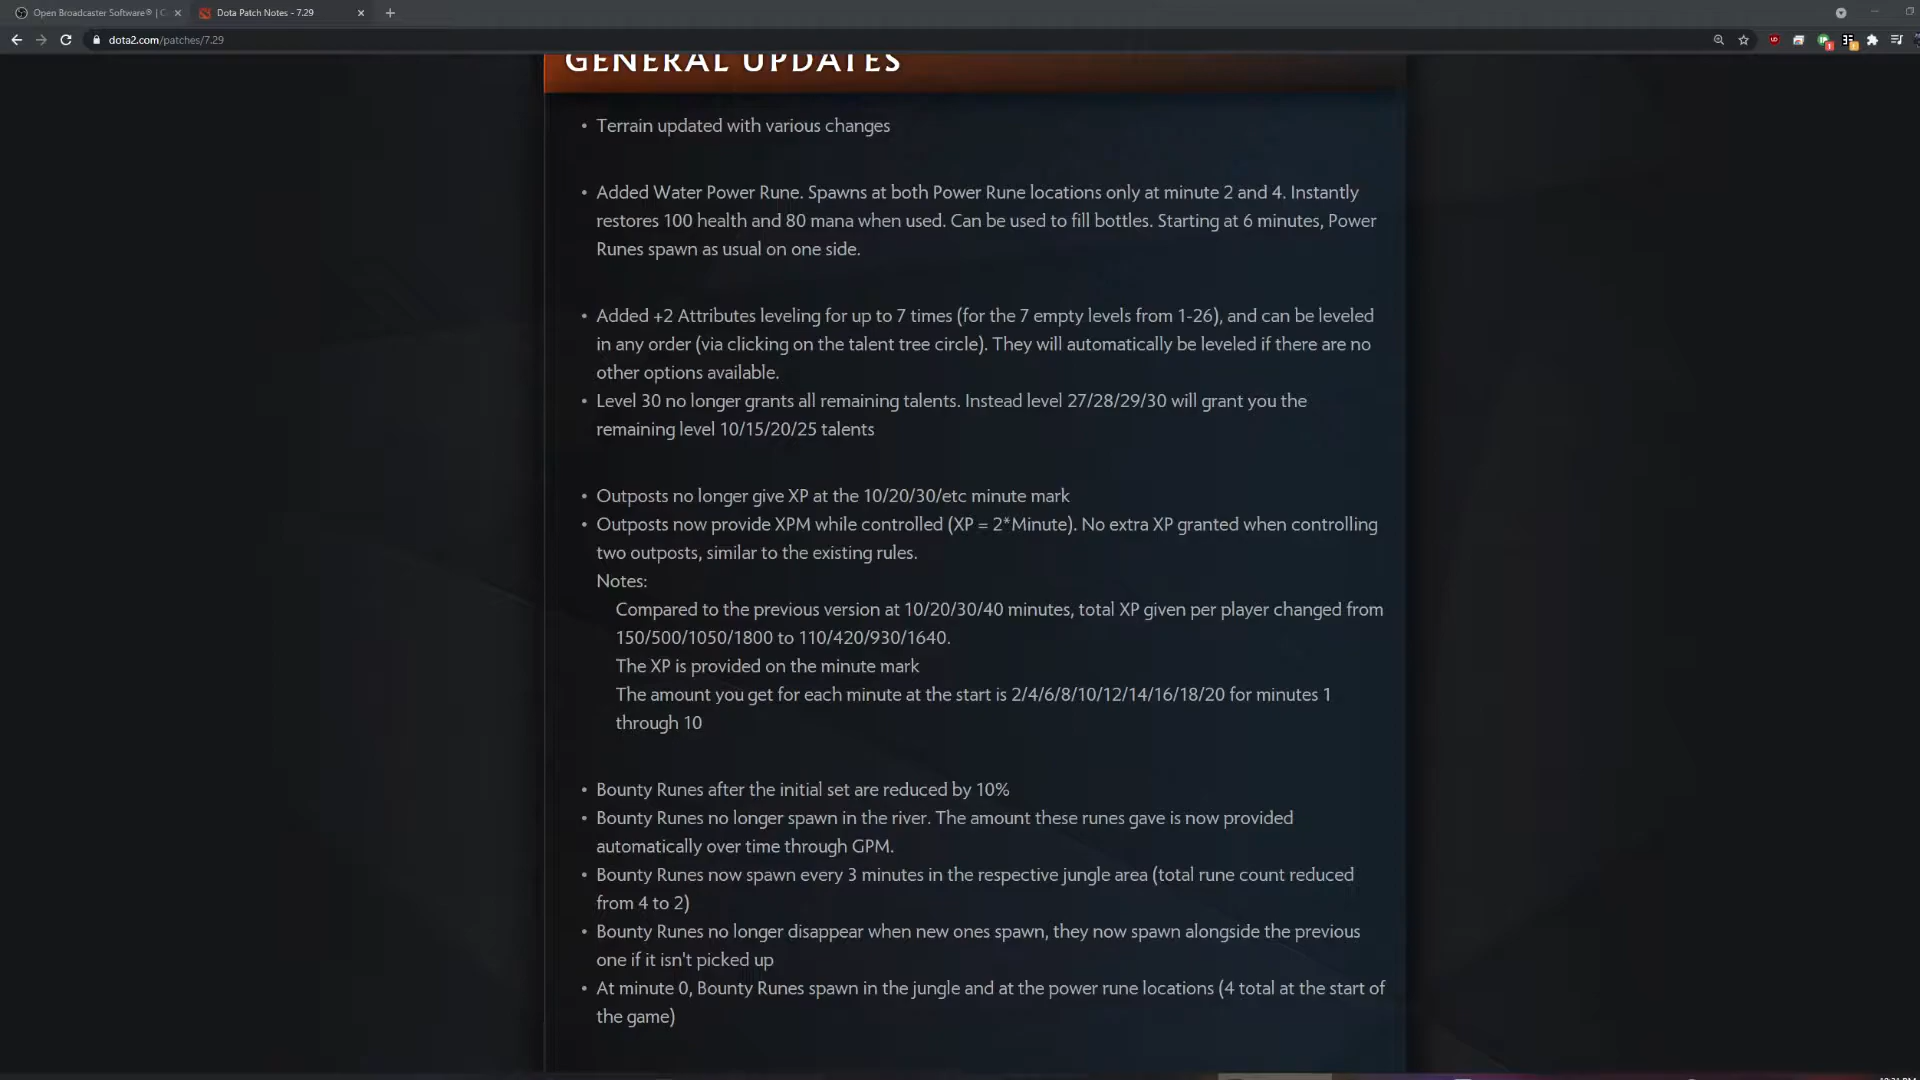 Open Broadcaster Software® |
Dota Patch Notes - 7.29
dota2.com/patches/7.29
GENERAL UPDATES
• Terrain updated with various changes
• Added Water Power Rune. Spawns at both Power Rune locations only at minute 2 and 4. Instantly
restores 100 health and 80 mana when used. Can be used to fill bottles. Starting at 6 minutes, Power
Runes spawn as usual on one side.
• Added +2 Attributes leveling for up to 7 times (for the 7 empty levels from 1-26), and can be leveled
in any order (via clicking on the talent tree circle). They will automatically be leveled if there are no
other options available.
• Level 30 no longer grants all remaining talents. Instead level 27/28/29/30 will grant you the
remaining level 10/15/20/25 talents
• Outposts no longer give XP at the 10/20/30/etc minute mark
• Outposts now provide XPM while controlled (XP = 2*Minute). No extra XP granted when controlling
two outposts, similar to the existing rules.
Notes:
Compared to the previous version at 10/20/30/40 minutes, total XP given per player changed from
150/500/1050/1800 to 110/420/930/1640.
The XP is provided on the minute mark
The amount you get for each minute at the start is 2/4/6/8/10/12/14/16/18/20 for minutes 1
through 10
• Bounty Runes after the initial set are reduced by 10%
• Bounty Runes no longer spawn in the river. The amount these runes gave is now provided
automatically over time through GPM.
• Bounty Runes now spawn every 3 minutes in the respective jungle area (total rune count reduced
from 4 to 2)
• Bounty Runes no longer disappear when new ones spawn, they now spawn alongside the previous
one if it isn't picked up
• At minute 0, Bounty Runes spawn in the jungle and at the power rune locations (4 total at the start of
the game)